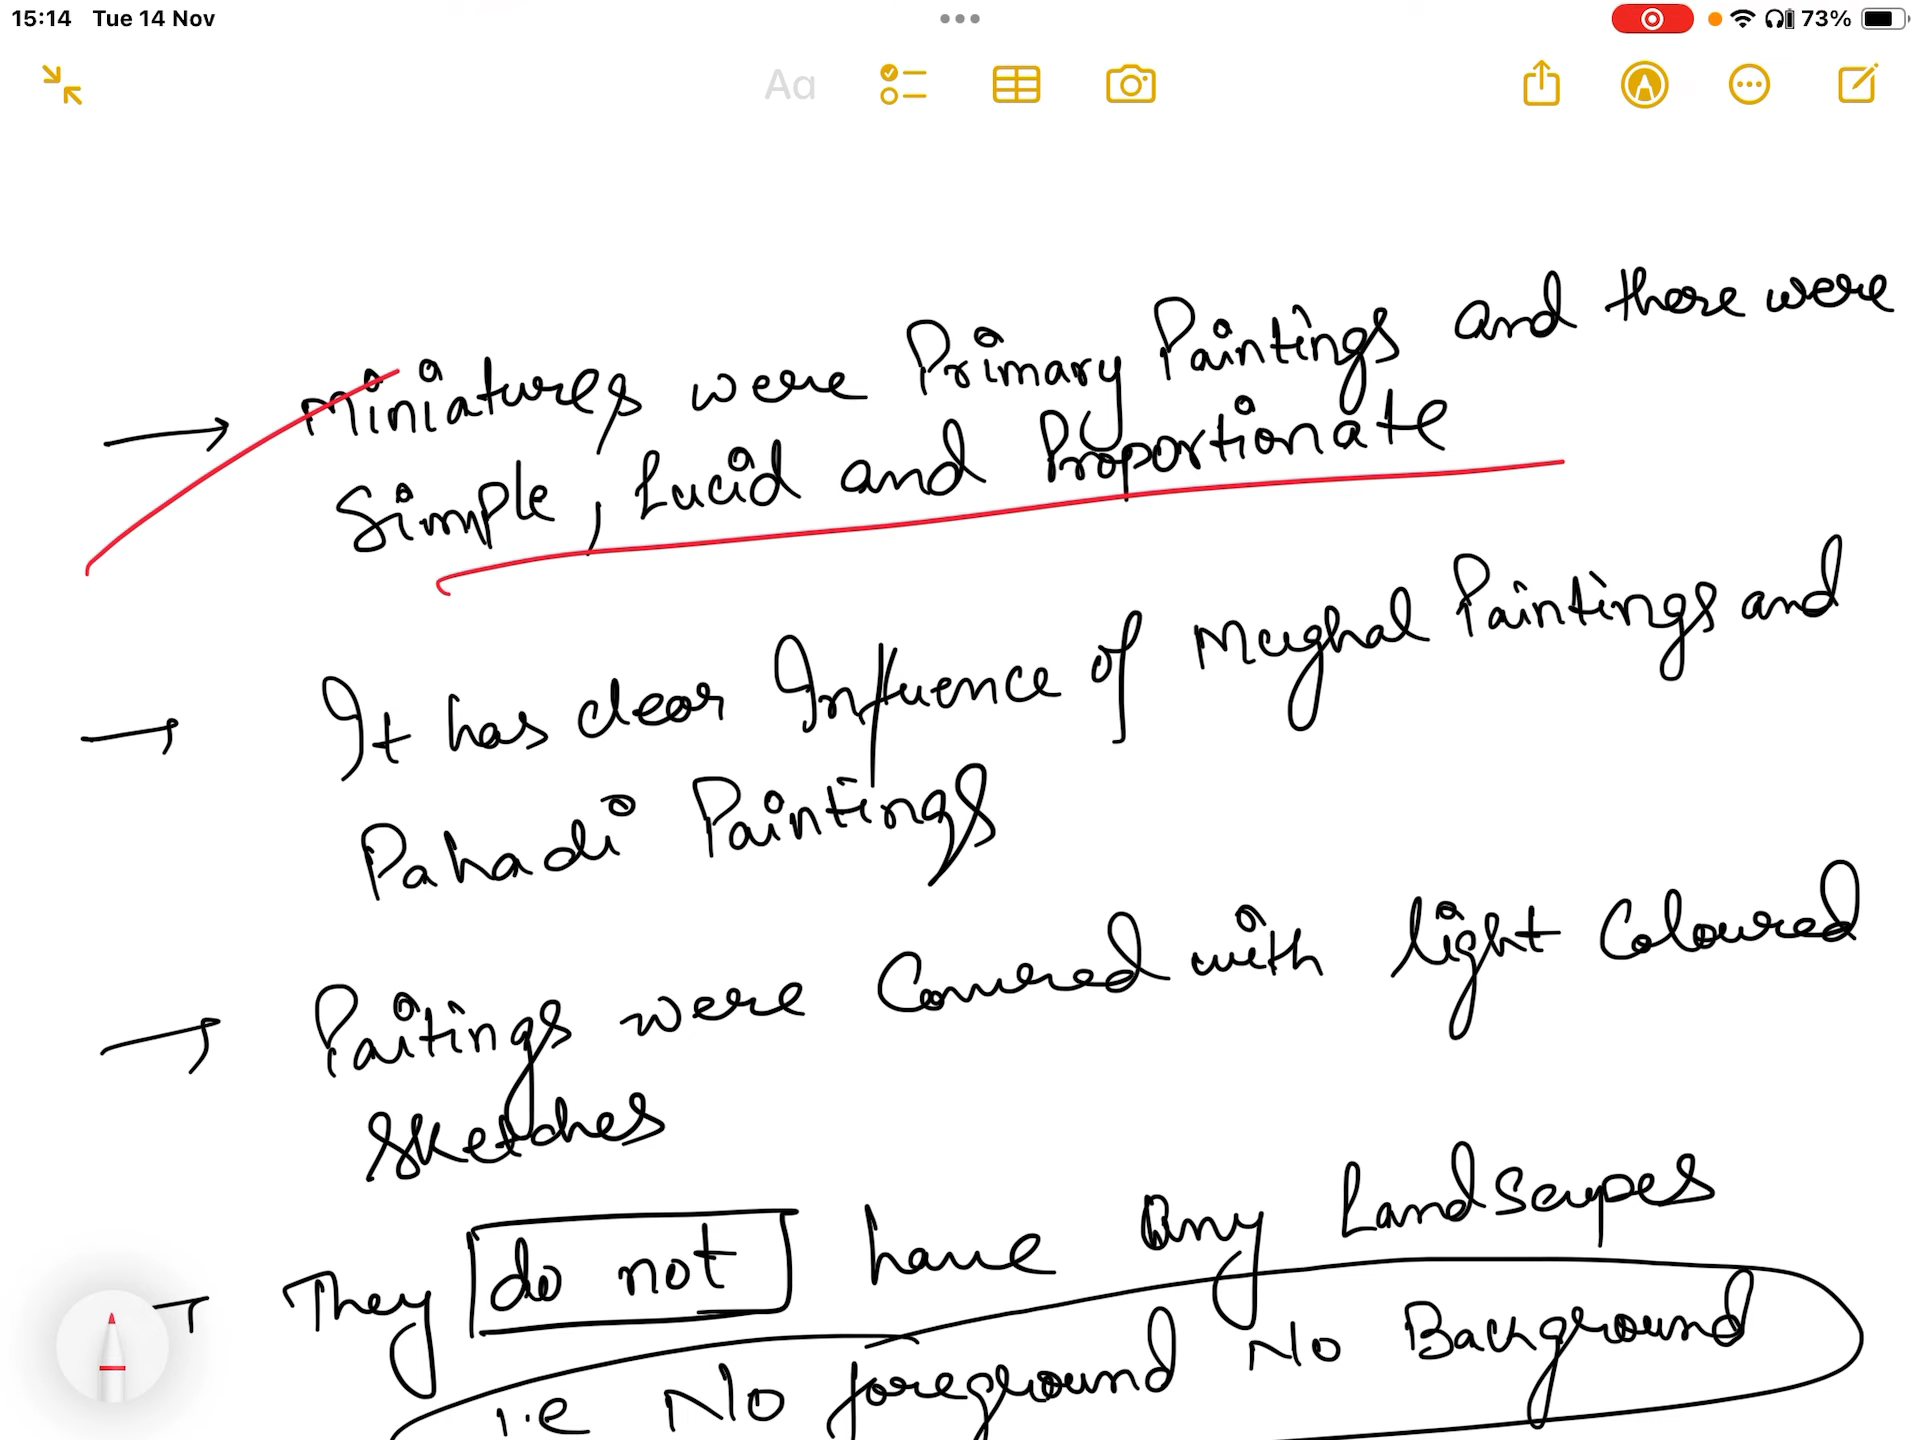 15:14 Tue 14 Nov
73%
Aa
→ Miniatures were Primary Paintings and there were
Simple, Lucid and Proportionate
→ It has clear Influence of Mughal Paintings and
Pahadi Paintings
→ Paitings were Covered with light Coloured
Sketches
→ They do not have any Landscapes
i.e No foreground No Background